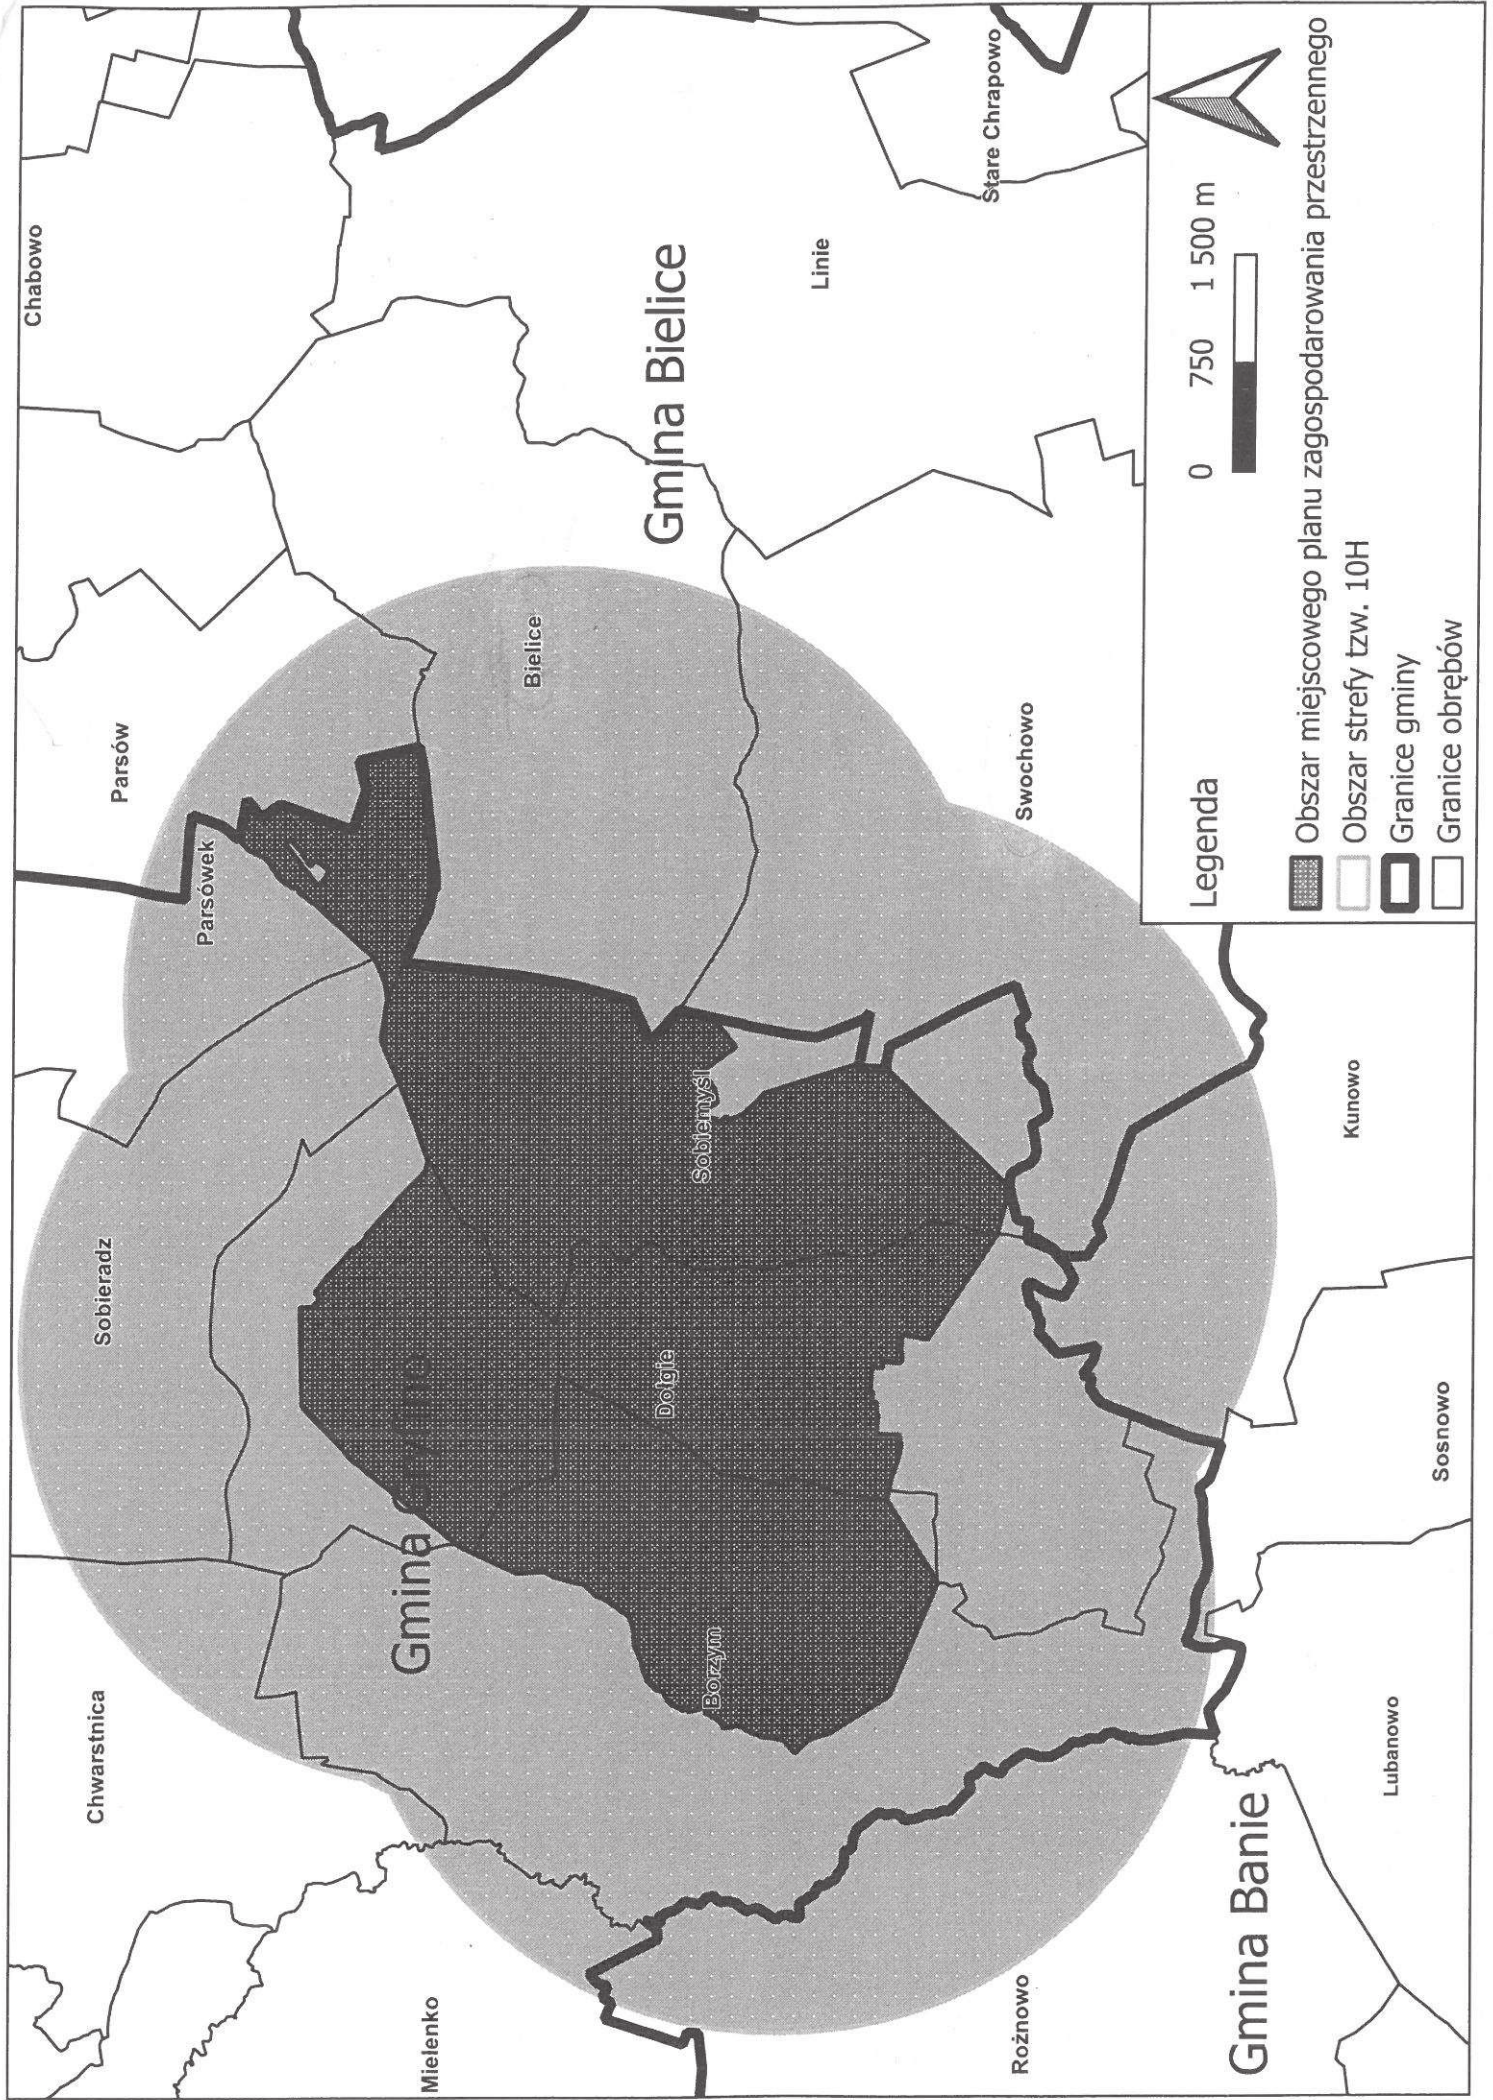 Chwarstnica
Sobieradz
Parsów
Chabowo
Parsówek
Mielenko
Gmina Gryfino
Bielice
Gmina Bielice
Borzym
Dołgie
Sobiemyśl
Linie
Rożnowo
Swochowo
Stare Chrapowo
Gmina Banie
Lubanowo
Sosnowo
Kunowo
Legenda
0 750 1 500 m
Obszar miejscowego planu zagospodarowania przestrzennego
Obszar strefy tzw. 10H
Granice gminy
Granice obrębów